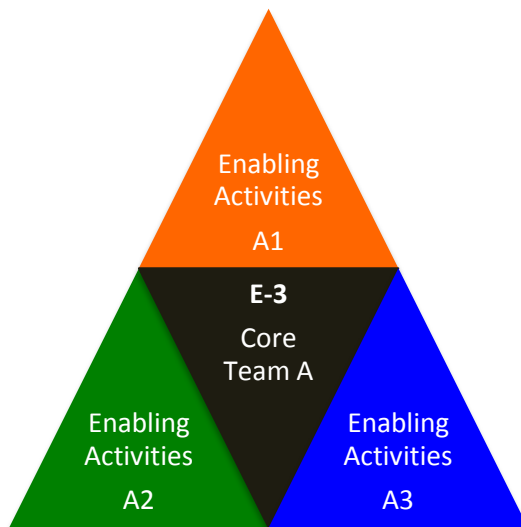 Enabling
Activities
A1
E-3
Core
Team A
Enabling
Activities
A2
Enabling
Activities
A3